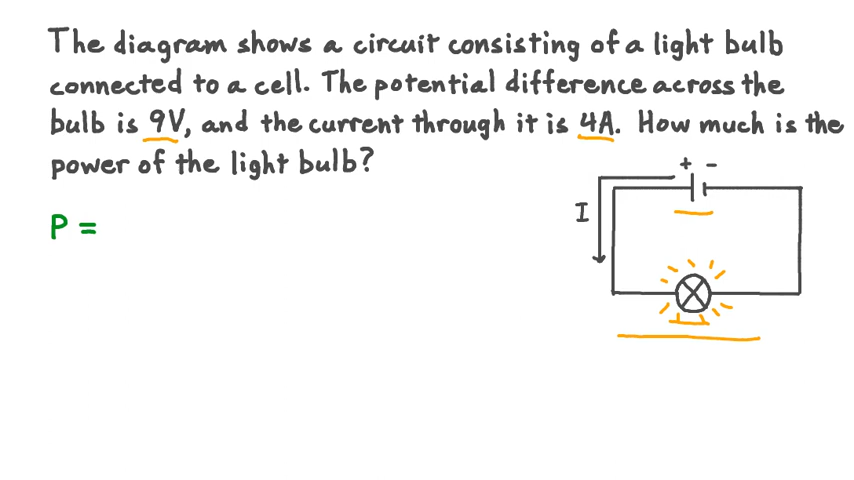 The diagram shows a circuit consisting of a light bulb
connected to a cell. The potential difference across the
bulb is 9V, and the current through it is 4A. How much is the
power of the light bulb?
+ -
I
P =